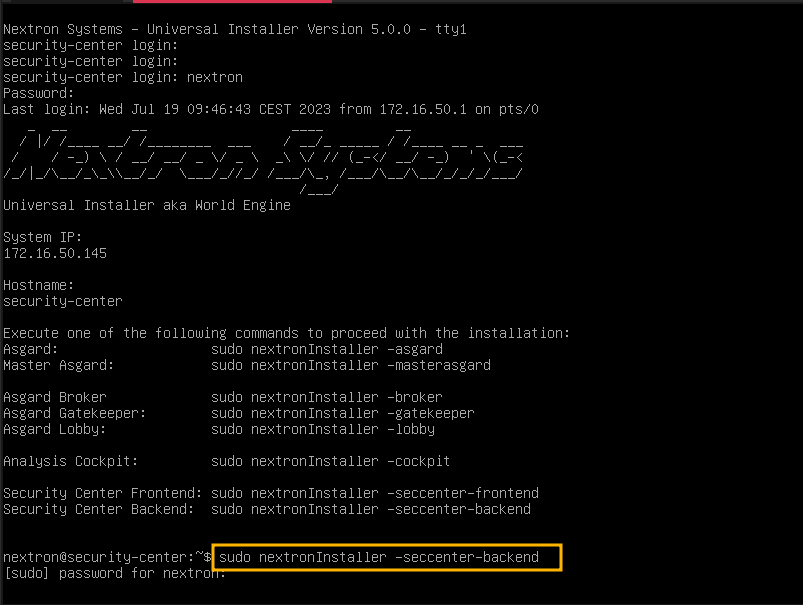 Nextron Systems - Universal Installer Version 5.0.0 - tty1
security-center login:
security-center login:
security-center login: nextron
Password:
Last login: Wed Jul 19 09:46:43 CEST 2023 from 172.16.50.1 on pts/0
Nextron Systems
Universal Installer aka World Engine
System IP:
172.16.50.145
Hostname:
security-center
Execute one of the following commands to proceed with the installation:
Asgard: sudo nextronInstaller -asgard
Master Asgard: sudo nextronInstaller -masterasgard
Asgard Broker sudo nextronInstaller -broker
Asgard Gatekeeper: sudo nextronInstaller -gatekeeper
Asgard Lobby: sudo nextronInstaller -lobby
Analysis Cockpit: sudo nextronInstaller -cockpit
Security Center Frontend: sudo nextronInstaller -seccenter-frontend
Security Center Backend: sudo nextronInstaller -seccenter-backend
nextron@security-center:~$ sudo nextronInstaller -seccenter-backend
[sudo] password for nextron: